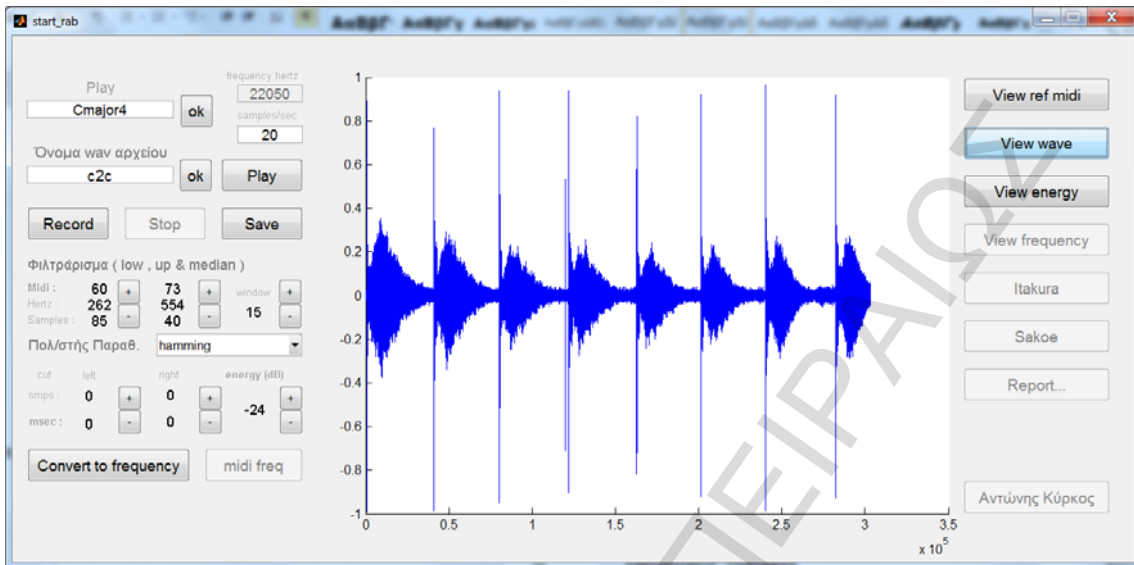 start_rab
Play
frequency hertz
Cmajor4
ok
22050
samples/sec
20
Όνομα wav αρχείου
c2c
ok
Play
Record
Stop
Save
Φιλτράρισμα ( low , up & median )
Midi : 60 + 73 + window +
Hertz : 262 554 15
Samples : 85 - 40 - -
Πολ/στής Παραθ. hamming
cut left right energy (dB)
smps : 0 + 0 + -24 +
msec : 0 - 0 - -
Convert to frequency
midi freq
1
0.8
0.6
0.4
0.2
0
-0.2
-0.4
-0.6
-0.8
-1
0 0.5 1 1.5 2 2.5 3 3.5
x 10^5
View ref midi
View wave
View energy
View frequency
Itakura
Sakoe
Report...
Αντώνης Κύρκος
ΠΕΙΡΑΙΩΣ